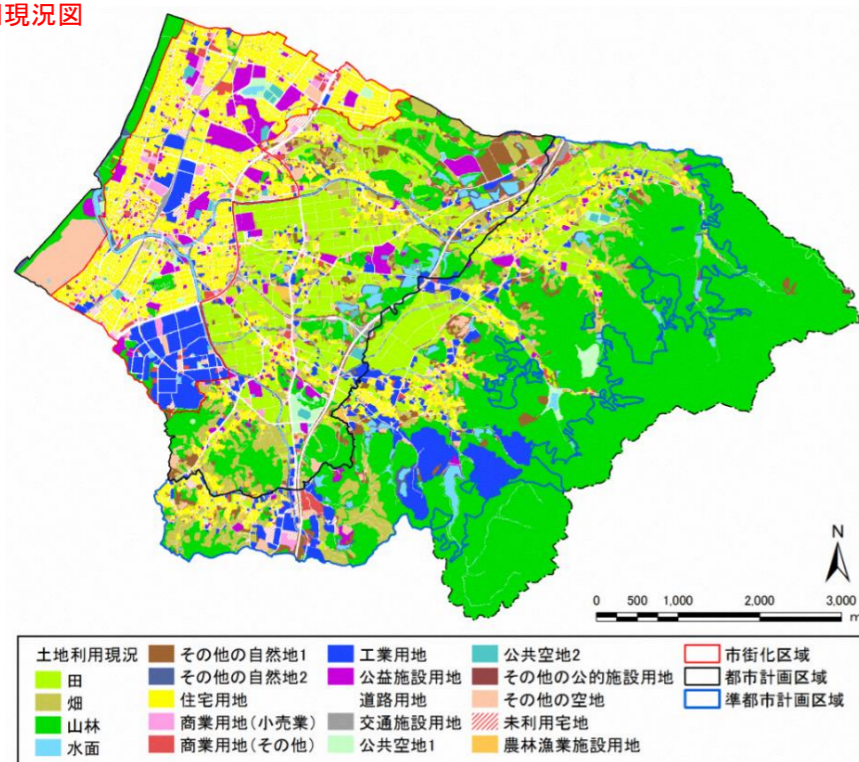 現況図
N
0 500 1,000 2,000 3,000
m
土地利用現況
田
畑
山林
水面
その他の自然地1
その他の自然地2
住宅用地
商業用地(小売業)
商業用地(その他)
工業用地
公益施設用地
道路用地
交通施設用地
公共空地1
公共空地2
その他の公的施設用地
その他の空地
未利用宅地
農林漁業施設用地
市街化区域
都市計画区域
準都市計画区域